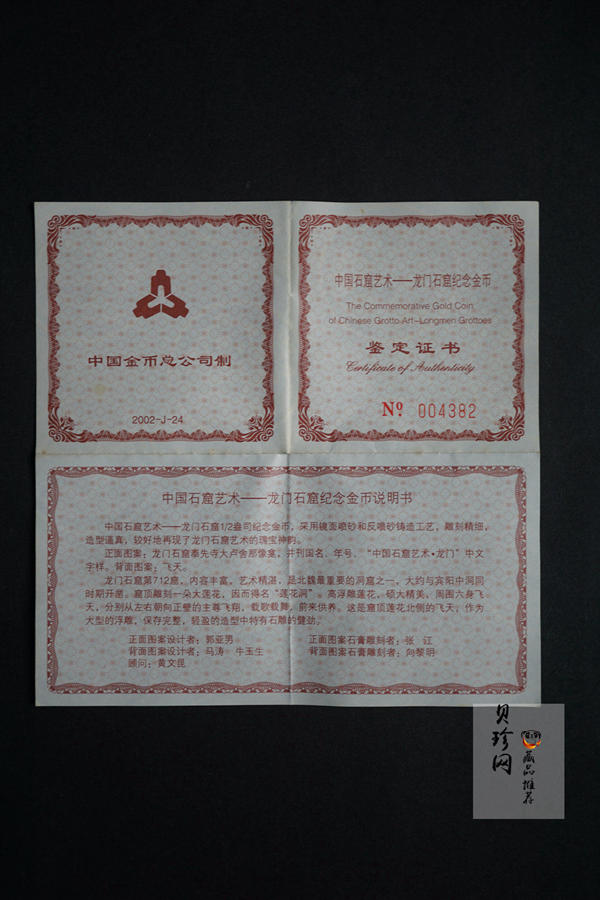 中国金币总公司制
2002-J-24
中国石窟艺术——龙门石窟纪念金币
The Commemorative Gold Coin
of Chinese Grotto Art-Longmen Grottoes
鉴定证书
Certificate of Authenticity
Nº 004382
中国石窟艺术——龙门石窟纪念金币说明书
中国石窟艺术——龙门石窟1/2盎司纪念金币，采用镜面喷砂和反喷砂铸造工艺，雕刻精细，
造型逼真，较好地再现了龙门石窟艺术的瑰宝神韵。
正面图案：龙门石窟奉先寺大卢舍那像龛，并刊国名、年号、“中国石窟艺术·龙门”中文
字样。背面图案：飞天。
龙门石窟第712窟，内容丰富，艺术精湛，是北魏最重要的洞窟之一，大约与宾阳中洞同
时期开凿。窟顶雕刻一朵大莲花，因而得名“莲花洞”。高浮雕莲花，硕大精美，周围六身飞
天，分别从左右朝向正壁的主尊飞翔，载歌载舞，前来供养。这是窟顶莲花北侧的飞天，作为
大型的浮雕，保存完整，轻盈的造型中特有石雕的健劲。
正面图案设计者：郭亚男
正面图案石膏雕刻者：张 江
背面图案设计者：马涛 牛玉生
背面图案石膏雕刻者：向黎明
顾问：黄文昆
贝珍网
藏品推荐